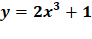 y = 2x³ + 1